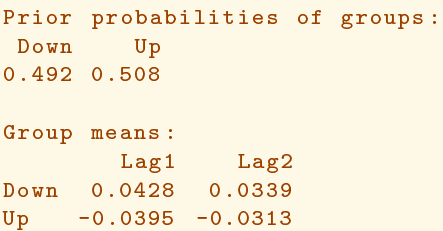 Prior probabilities of groups:
Down Up
0.492 0.508
Group means:
Lag1 Lag2
Down 0.0428 0.0339
Up -0.0395 -0.0313